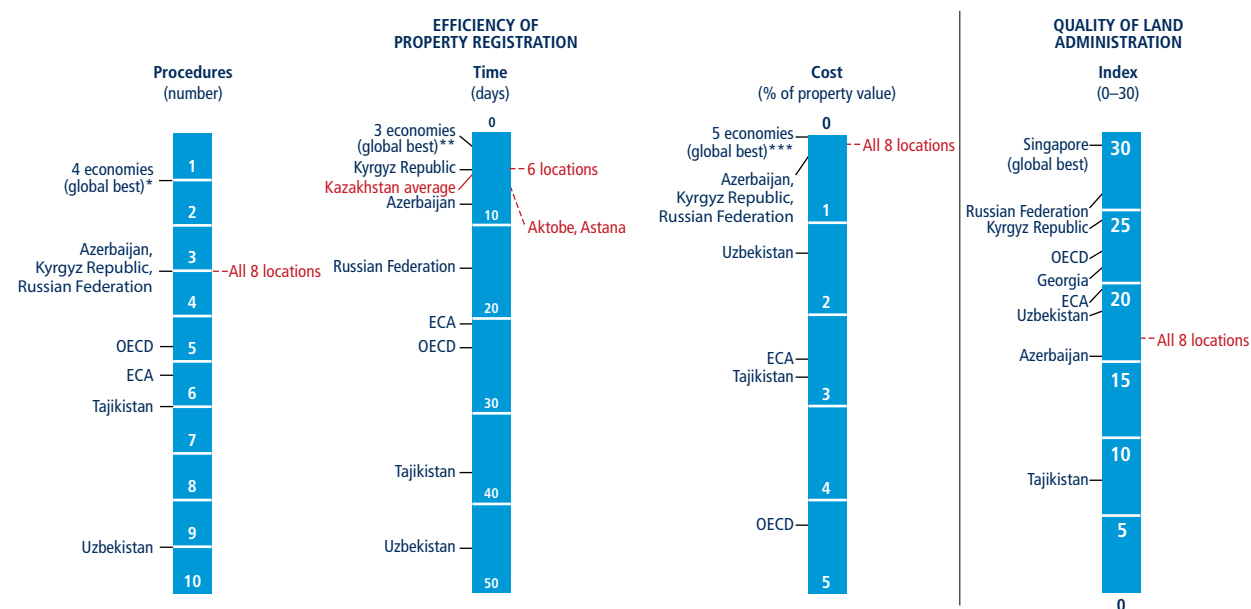 EFFICIENCY OF
PROPERTY REGISTRATION
QUALITY OF LAND
ADMINISTRATION
Procedures
(number)
1
2
3
4
5
6
7
8
9
10
4 economies
(global best)*
Azerbaijan,
Kyrgyz Republic,
Russian Federation
All 8 locations
OECD
ECA
Tajikistan
Uzbekistan
Time
(days)
0
10
20
30
40
50
3 economies
(global best)**
Kyrgyz Republic
Kazakhstan average
Azerbaijan
6 locations
Aktobe, Astana
Russian Federation
ECA
OECD
Tajikistan
Uzbekistan
Cost
(% of property value)
0
1
2
3
4
5
5 economies
(global best)***
All 8 locations
Azerbaijan,
Kyrgyz Republic,
Russian Federation
Uzbekistan
ECA
Tajikistan
OECD
Index
(0–30)
30
25
20
15
10
5
0
Singapore
(global best)
Russian Federation
Kyrgyz Republic
OECD
Georgia
ECA
Uzbekistan
All 8 locations
Azerbaijan
Tajikistan